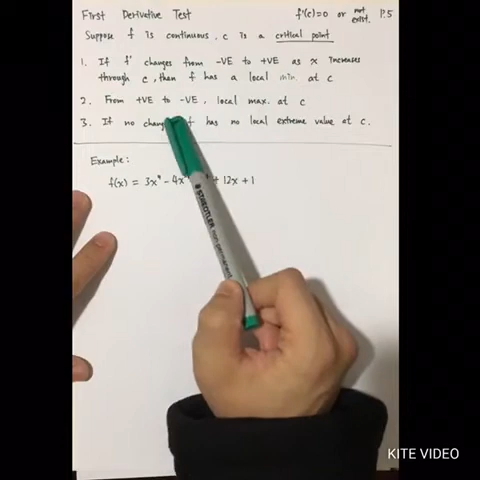 First Derivative Test f'(c)=0 or not exist. P.5
Suppose f is continuous, c is a critical point
1. If f' changes from -VE to +VE as x increases
through c, then f has a local min. at c
2. From +VE to -VE, local max. at c
3. If no f has no local extreme value at c.
Example:
f(x) = 3x⁴ - 4x + 12x + 1
STAEDTLER non-permanent
KITE VIDEO